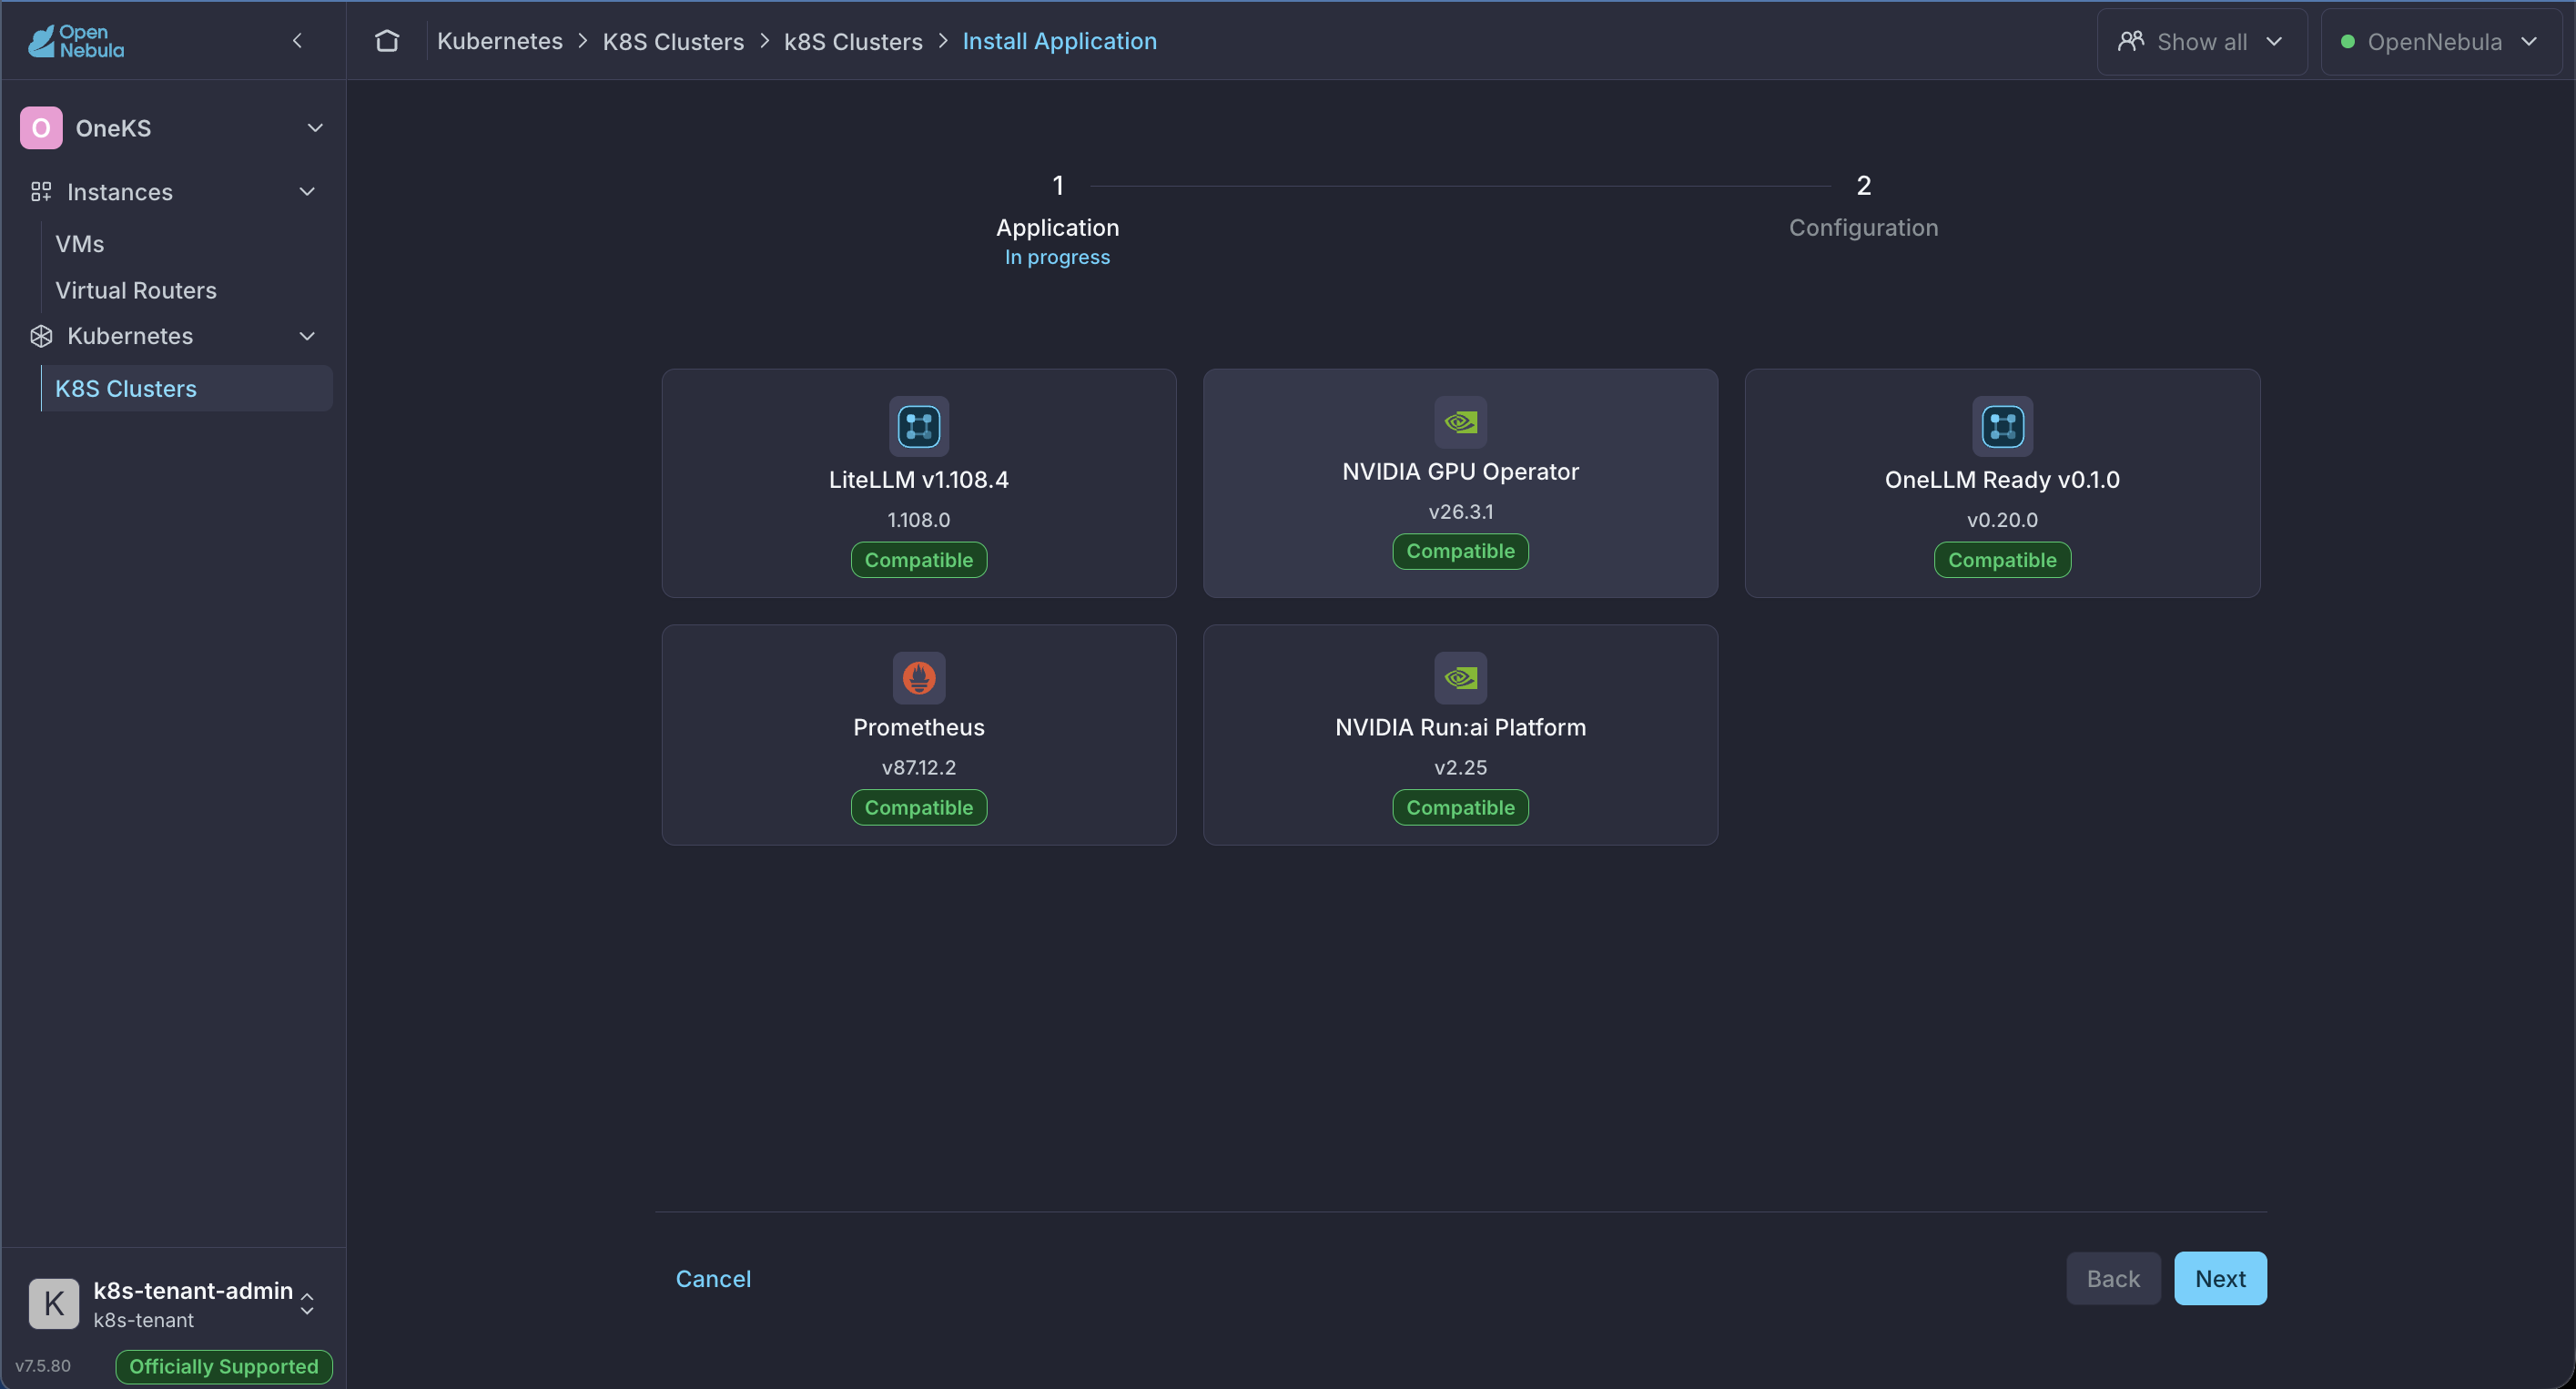 Open
Nebula
Kubernetes > K8S Clusters > k8S Clusters > Install Application
Show all
OpenNebula
O OneKS
Instances
VMs
Virtual Routers
Kubernetes
K8S Clusters
1
Application
In progress
2
Configuration
LiteLLM v1.108.4
1.108.0
Compatible
NVIDIA GPU Operator
v26.3.1
Compatible
OneLLM Ready v0.1.0
v0.20.0
Compatible
Prometheus
v87.12.2
Compatible
NVIDIA Run:ai Platform
v2.25
Compatible
Cancel
Back
Next
K
k8s-tenant-admin
k8s-tenant
v7.5.80
Officially Supported